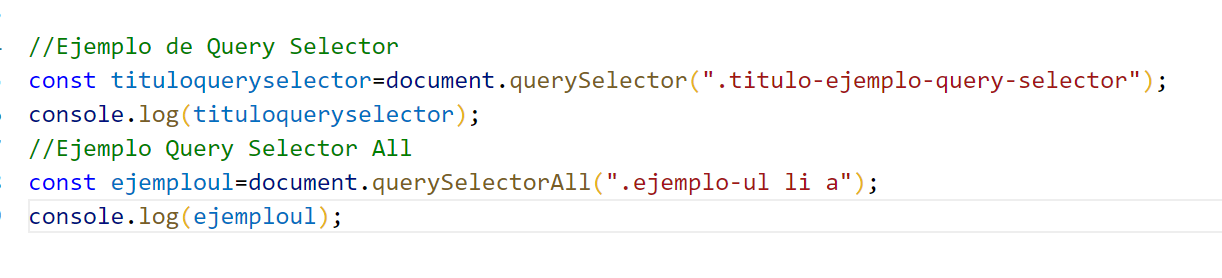 //Ejemplo de Query Selector
const tituloqueryselector=document.querySelector(".titulo-ejemplo-query-selector");
console.log(tituloqueryselector);
//Ejemplo Query Selector All
const ejemploul=document.querySelectorAll(".ejemplo-ul li a");
console.log(ejemploul);